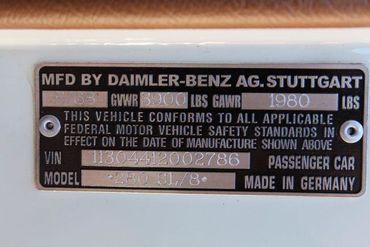 MFD BY DAIMLER-BENZ AG. STUTTGART
GVWR 3900 LBS GAWR 1980 LBS
THIS VEHICLE CONFORMS TO ALL APPLICABLE
FEDERAL MOTOR VEHICLE SAFETY STANDARDS IN
EFFECT ON THE DATE OF MANUFACTURE SHOWN ABOVE
VIN 11304412002786 PASSENGER CAR
MODEL *280 SL/8* MADE IN GERMANY